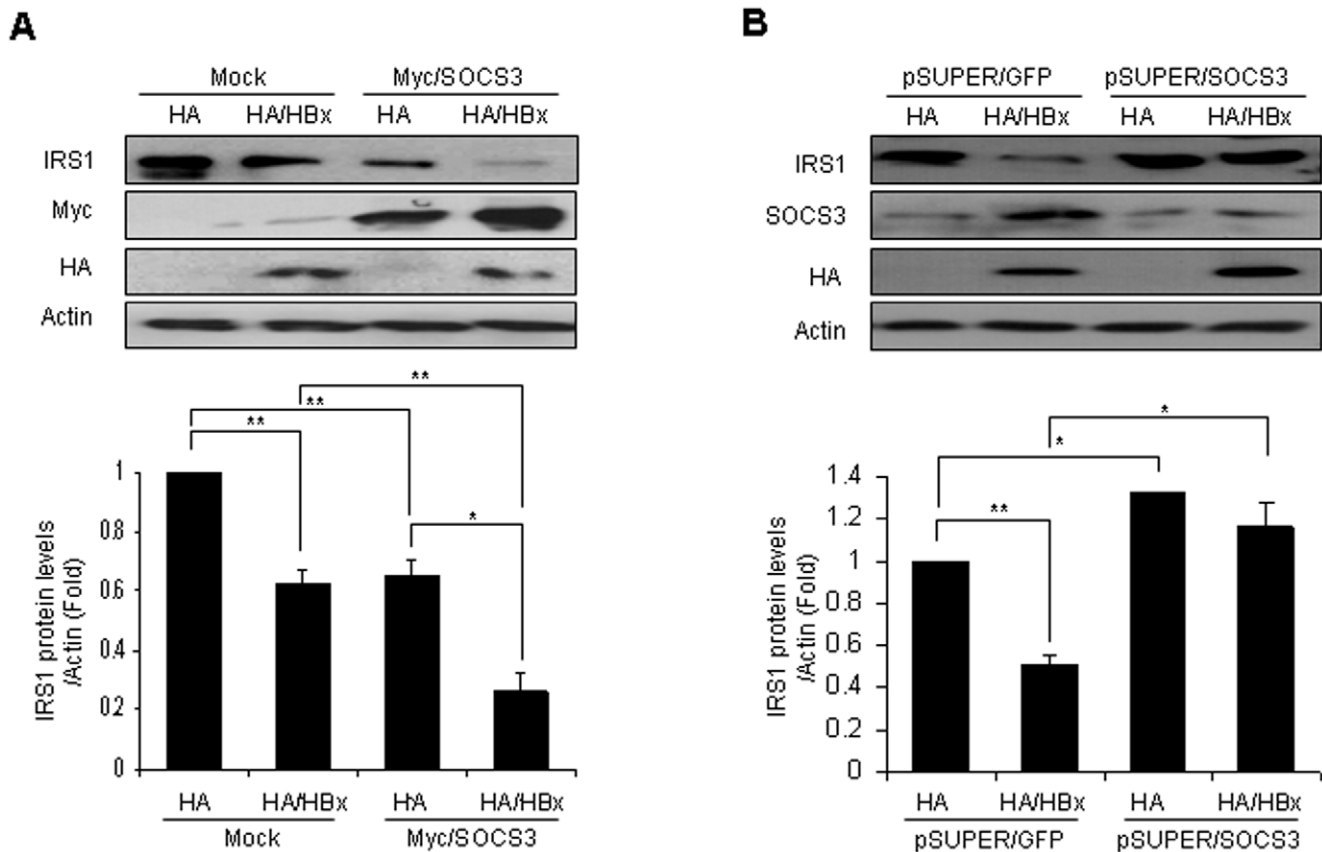 A
Mock Myc/SOCS3
HA HA/HBx HA HA/HBx
IRS1
Myc
HA
Actin
**
**
**
*
1
0.8
0.6
0.4
02
0
IRS1 protein levels
/Actin (Fold)
HA HA/HBx HA HA/HBx
Mock Myc/SOCS3
B
pSUPER/GFP pSUPER/SOCS3
HA HA/HBx HA HA/HBx
IRS1
SOCS3
HA
Actin
*
*
**
1.4
1.2
1
0.8
0.6
0.4
0.2
0
IRS1 protein levels
/Actin (Fold)
HA HA/HBx HA HA/HBx
pSUPER/GFP pSUPER/SOCS3